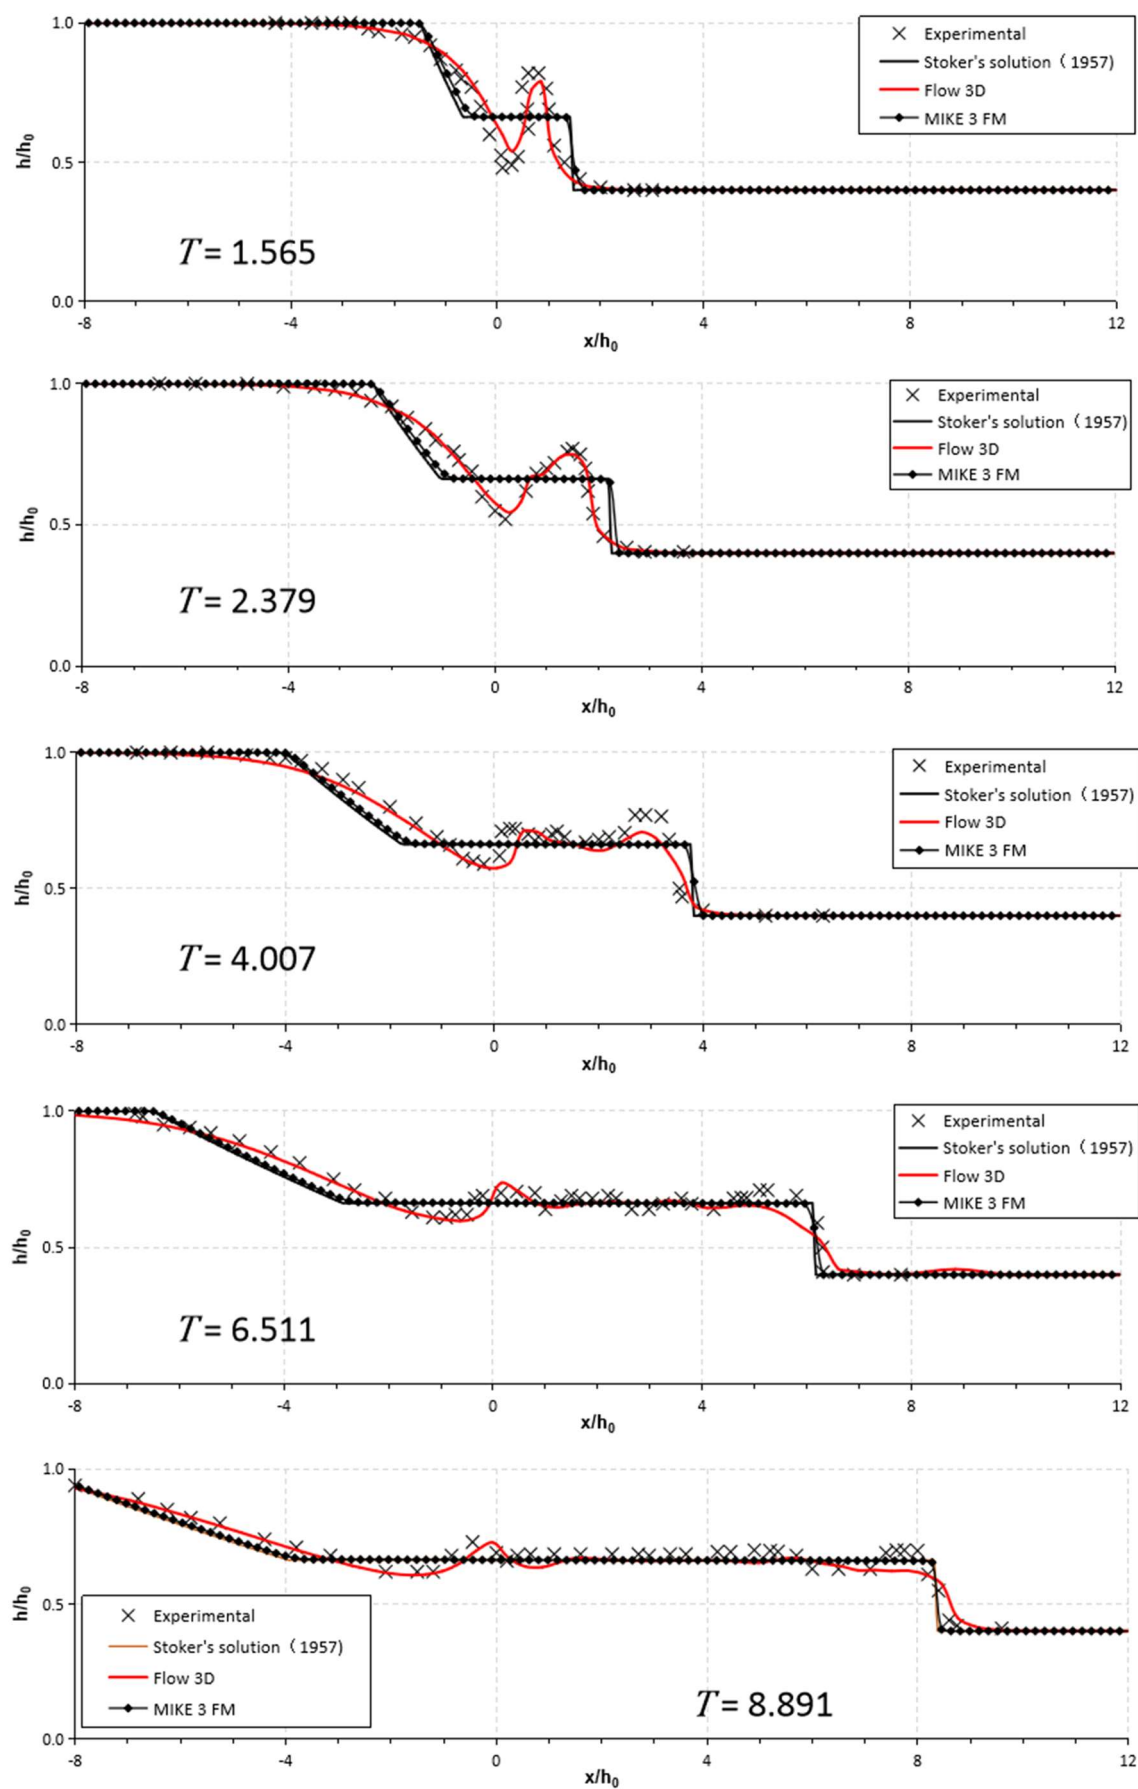 1.0
Experimental
Stoker's solution（1957)
Flow 3D
MIKE 3 FM
h/h0
0.5
T = 1.565
0.0
-8 -4 0 4 8 12
x/h0
1.0
Experimental
Stoker's solution（1957)
Flow 3D
MIKE 3 FM
h/h0
0.5
T = 2.379
0.0
-8 -4 0 4 8 12
x/h0
1.0
Experimental
Stoker's solution（1957)
Flow 3D
MIKE 3 FM
h/h0
0.5
T = 4.007
0.0
-8 -4 0 4 8 12
x/h0
1.0
Experimental
Stoker's solution（1957)
Flow 3D
MIKE 3 FM
h/h0
0.5
T = 6.511
0.0
-8 -4 0 4 8 12
x/h0
1.0
h/h0
0.5
Experimental
Stoker's solution（1957)
Flow 3D
MIKE 3 FM
T = 8.891
0.0
-8 -4 0 4 8 12
x/h0